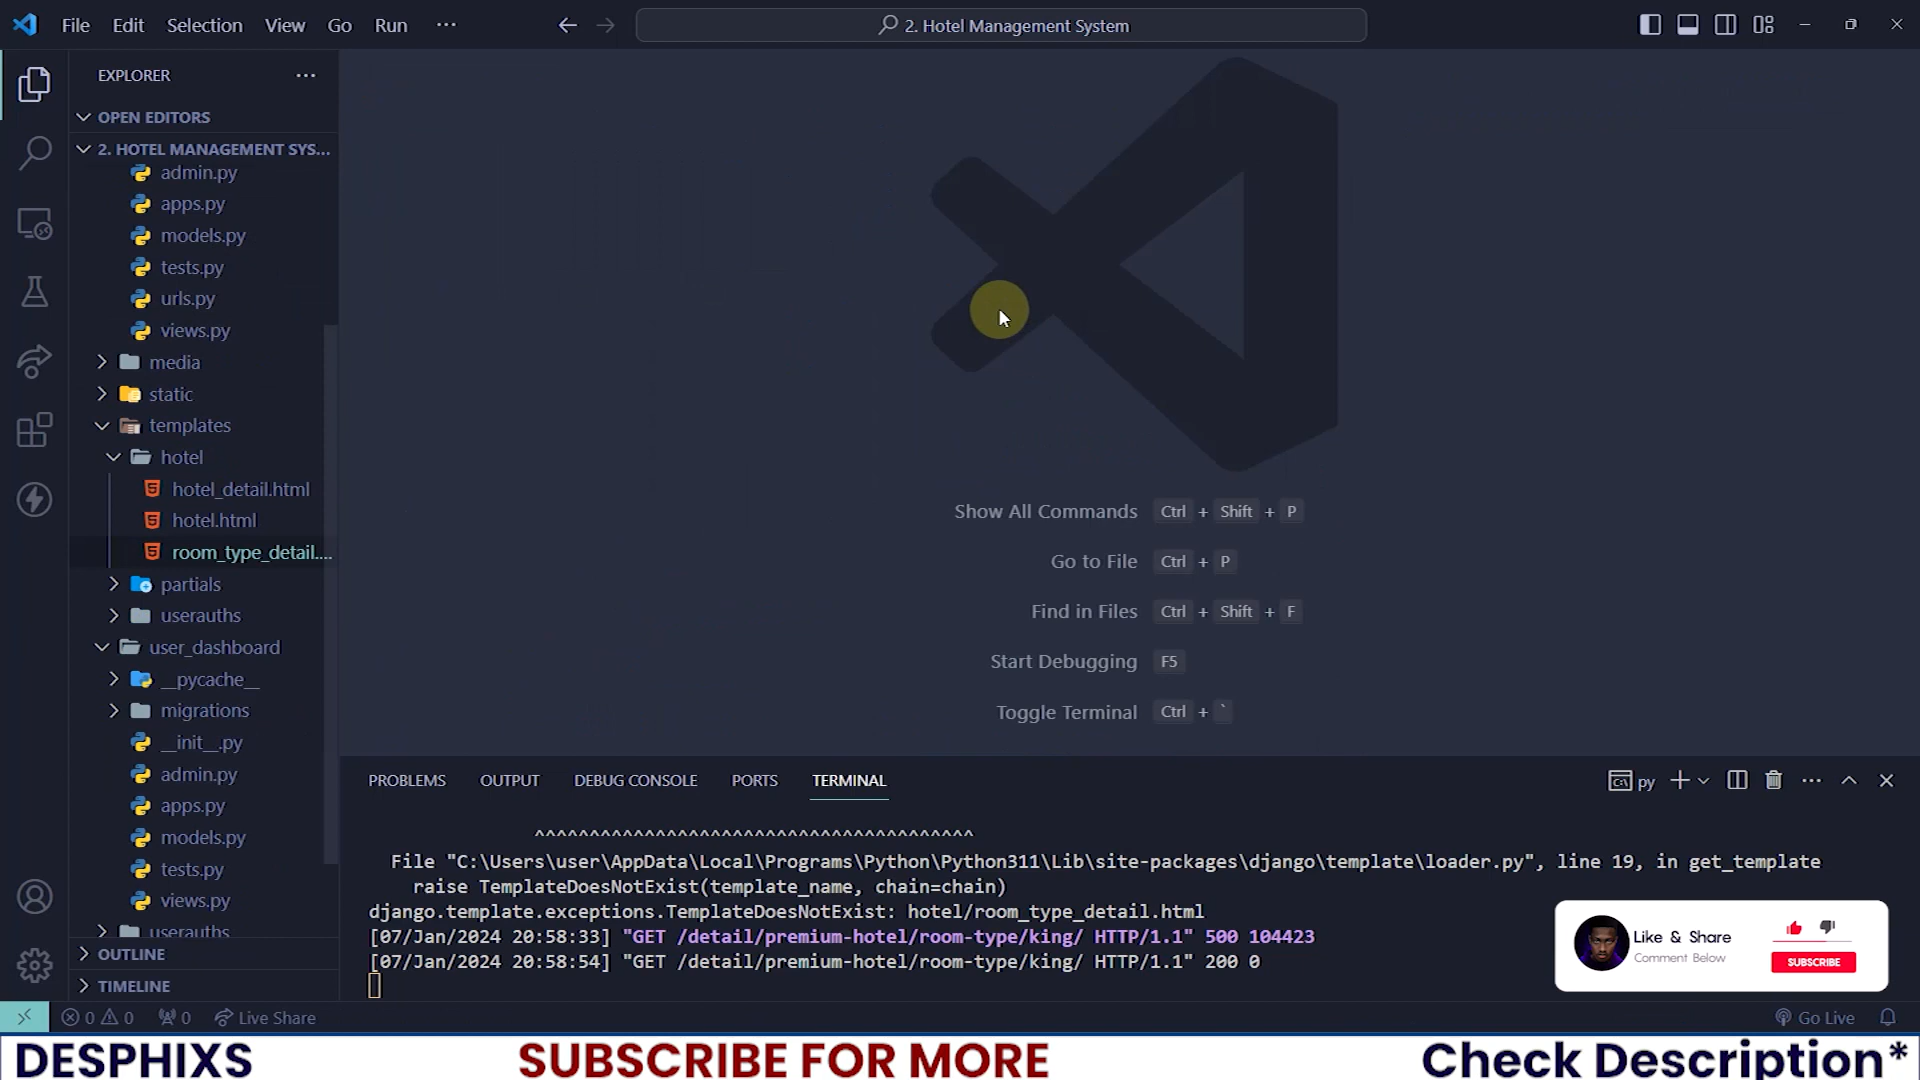 File Edit Selection View Go Run ···
2. Hotel Management System
EXPLORER
OPEN EDITORS
2. HOTEL MANAGEMENT SYS...
admin.py
apps.py
models.py
tests.py
urls.py
views.py
media
static
templates
hotel
hotel_detail.html
hotel.html
room_type_detail....
partials
userauths
user_dashboard
__pycache__
migrations
__init__.py
admin.py
apps.py
models.py
tests.py
views.py
userauths
OUTLINE
TIMELINE
Show All Commands Ctrl + Shift + P
Go to File Ctrl + P
Find in Files Ctrl + Shift + F
Start Debugging F5
Toggle Terminal Ctrl + `
PROBLEMS OUTPUT DEBUG CONSOLE PORTS TERMINAL
py
^^^^^^^^^^^^^^^^^^^^^^^^^^^^^^^^^^^^^^^^
File "C:\Users\user\AppData\Local\Programs\Python\Python311\Lib\site-packages\django\template\loader.py", line 19, in get_template
raise TemplateDoesNotExist(template_name, chain=chain)
django.template.exceptions.TemplateDoesNotExist: hotel/room_type_detail.html
[07/Jan/2024 20:58:33] "GET /detail/premium-hotel/room-type/king/ HTTP/1.1" 500 104423
[07/Jan/2024 20:58:54] "GET /detail/premium-hotel/room-type/king/ HTTP/1.1" 200 0
Like & Share
Comment Below
SUBSCRIBE
0 0 0 Live Share
Go Live
DESPHIXS SUBSCRIBE FOR MORE Check Description*